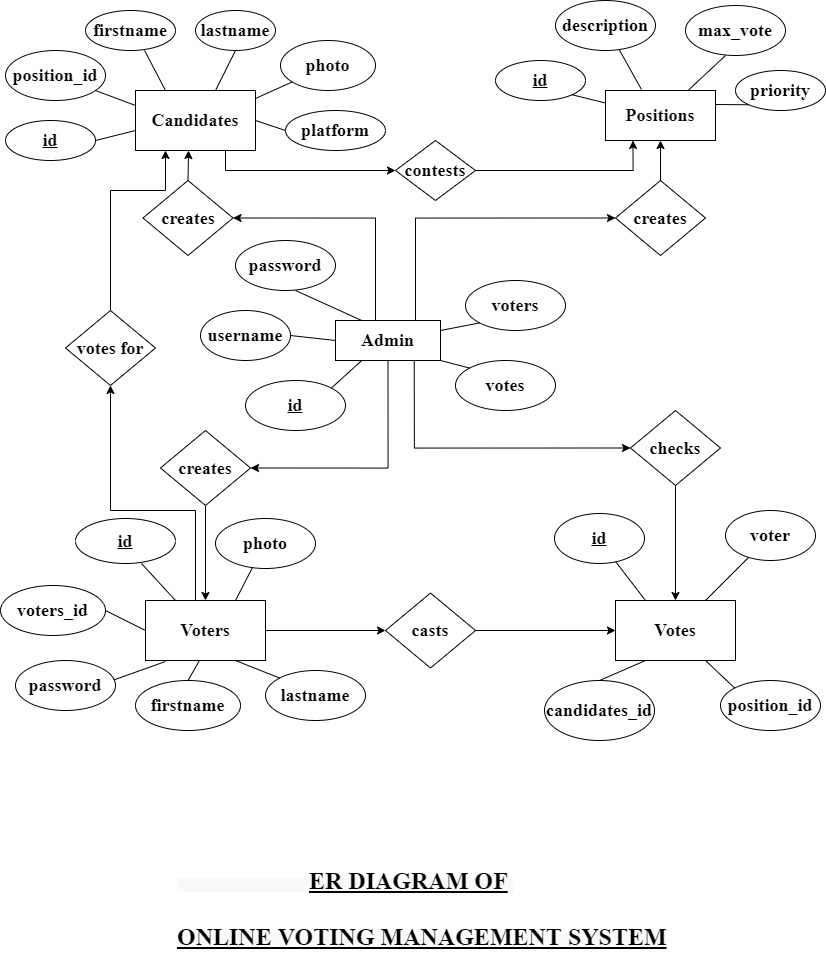 firstname
lastname
description
max_vote
position_id
photo
id
priority
Candidates
Positions
id
platform
contests
creates
creates
password
voters
username
Admin
votes for
votes
id
checks
creates
id
photo
id
voter
voters_id
Voters
casts
Votes
password
firstname
lastname
candidates_id
position_id
ER DIAGRAM OF
ONLINE VOTING MANAGEMENT SYSTEM